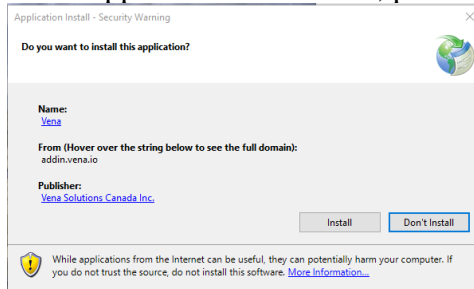 Application Install - Security Warning
Do you want to install this application?
Name:
Vena
From (Hover over the string below to see the full domain):
addin.vena.io
Publisher:
Vena Solutions Canada Inc.
Install
Don't Install
While applications from the Internet can be useful, they can potentially harm your computer. If
you do not trust the source, do not install this software. More Information...